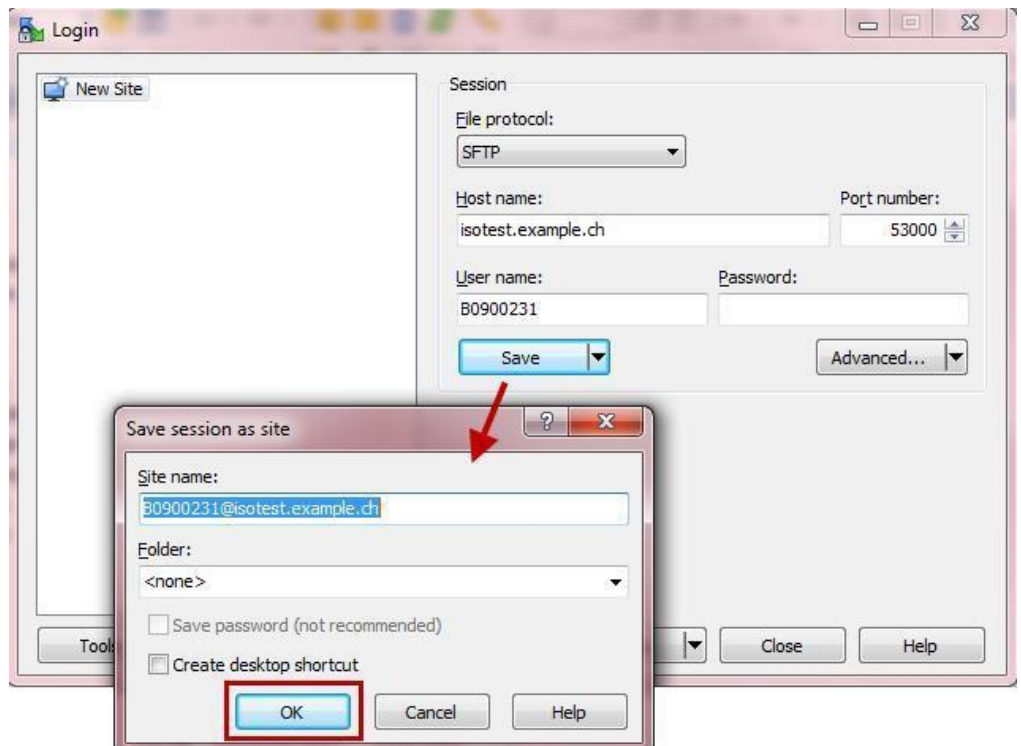 Login
New Site
Session
File protocol:
SFTP
Host name: Port number:
isotest.example.ch 53000
User name: Password:
B0900231
Save Advanced...
Save session as site
Site name:
B0900231@isotest.example.ch
Folder:
<none>
Save password (not recommended)
Tools Close Help
Create desktop shortcut
OK Cancel Help